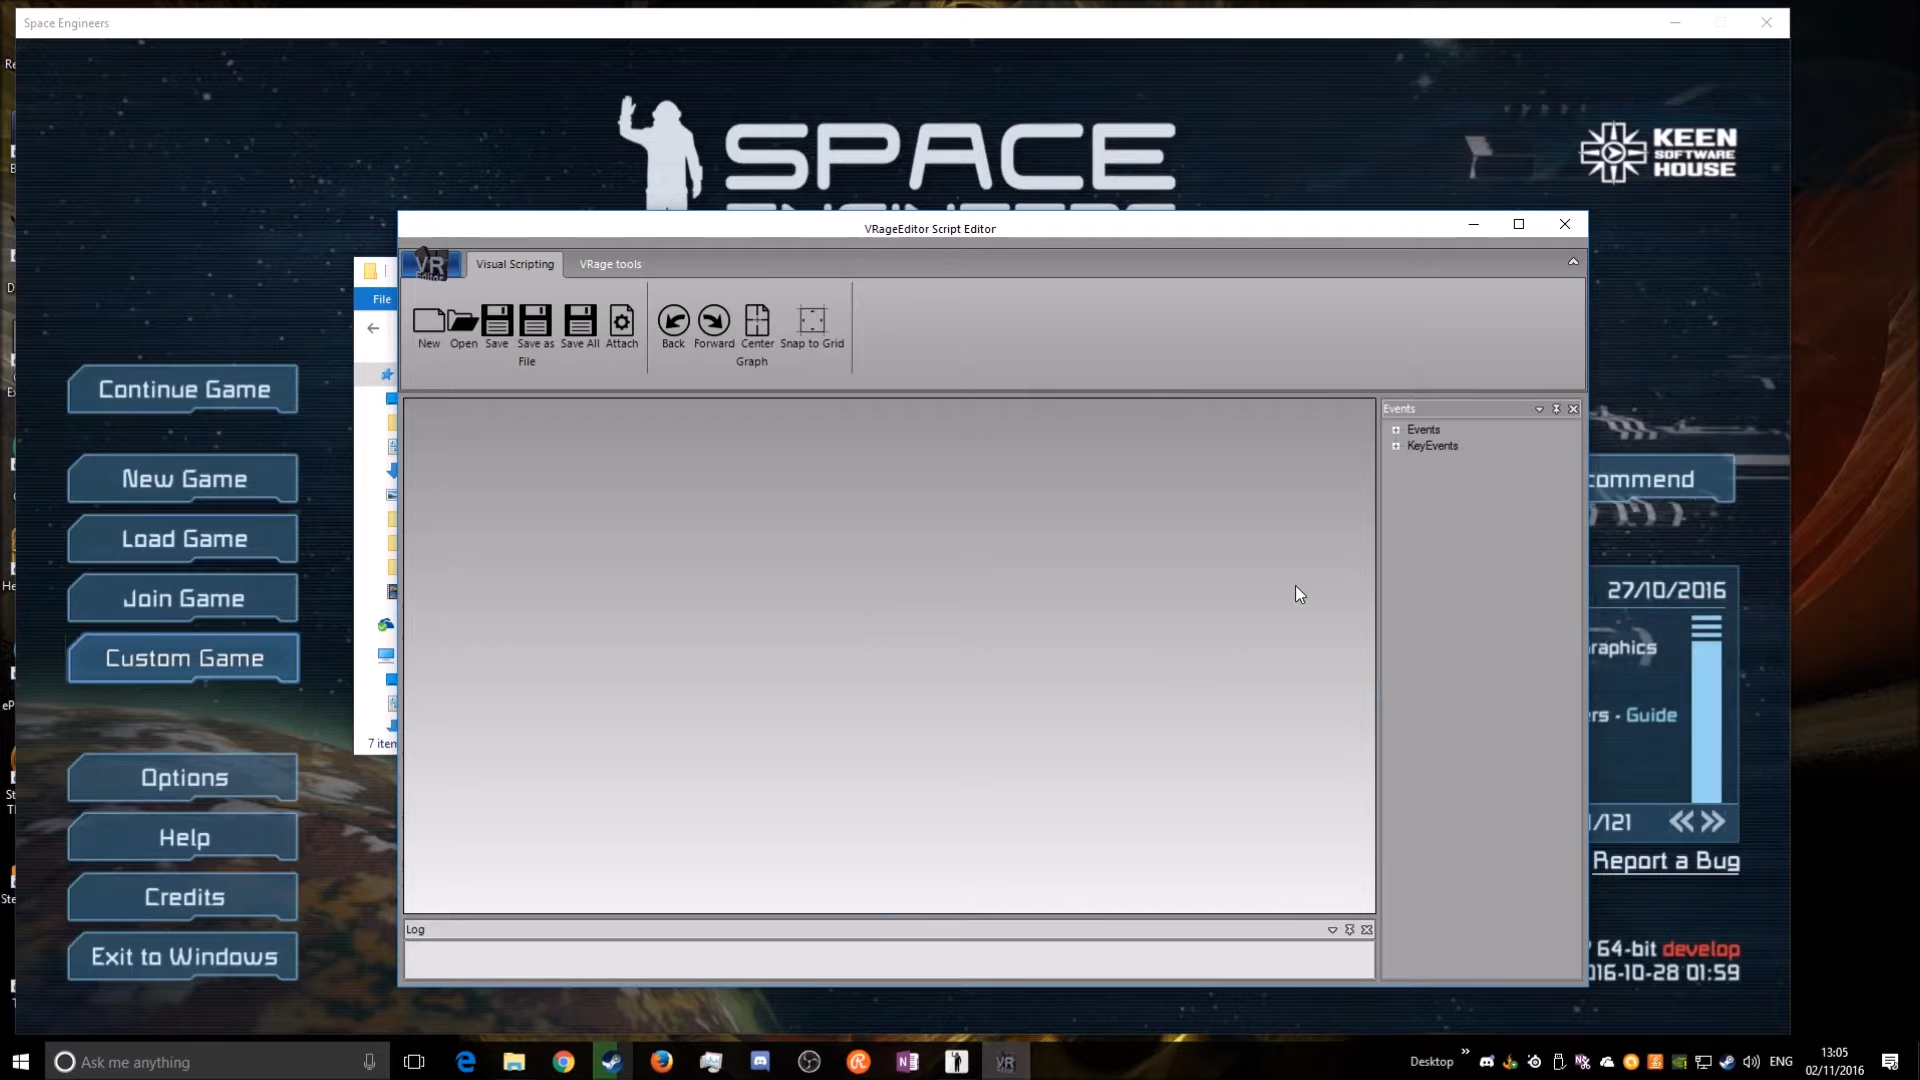 Space Engineers
SPACE
KEEN
SOFTWARE
HOUSE
VRageEditor Script Editor
VR
Editor
Visual Scripting
VRage tools
File
New
Open
Save
Save as
Save All
Attach
Back
Forward
Center
Snap to Grid
File
Graph
Continue Game
New Game
Load Game
Join Game
Custom Game
Options
Help
Credits
Exit to Windows
7 item
Events
Events
KeyEvents
Log
commend
27/10/2016
raphics
rs - Guide
/121
Report a Bug
64-bit develop
016-10-28 01:59
Ask me anything
VR
Desktop
ENG
13:05
02/11/2016